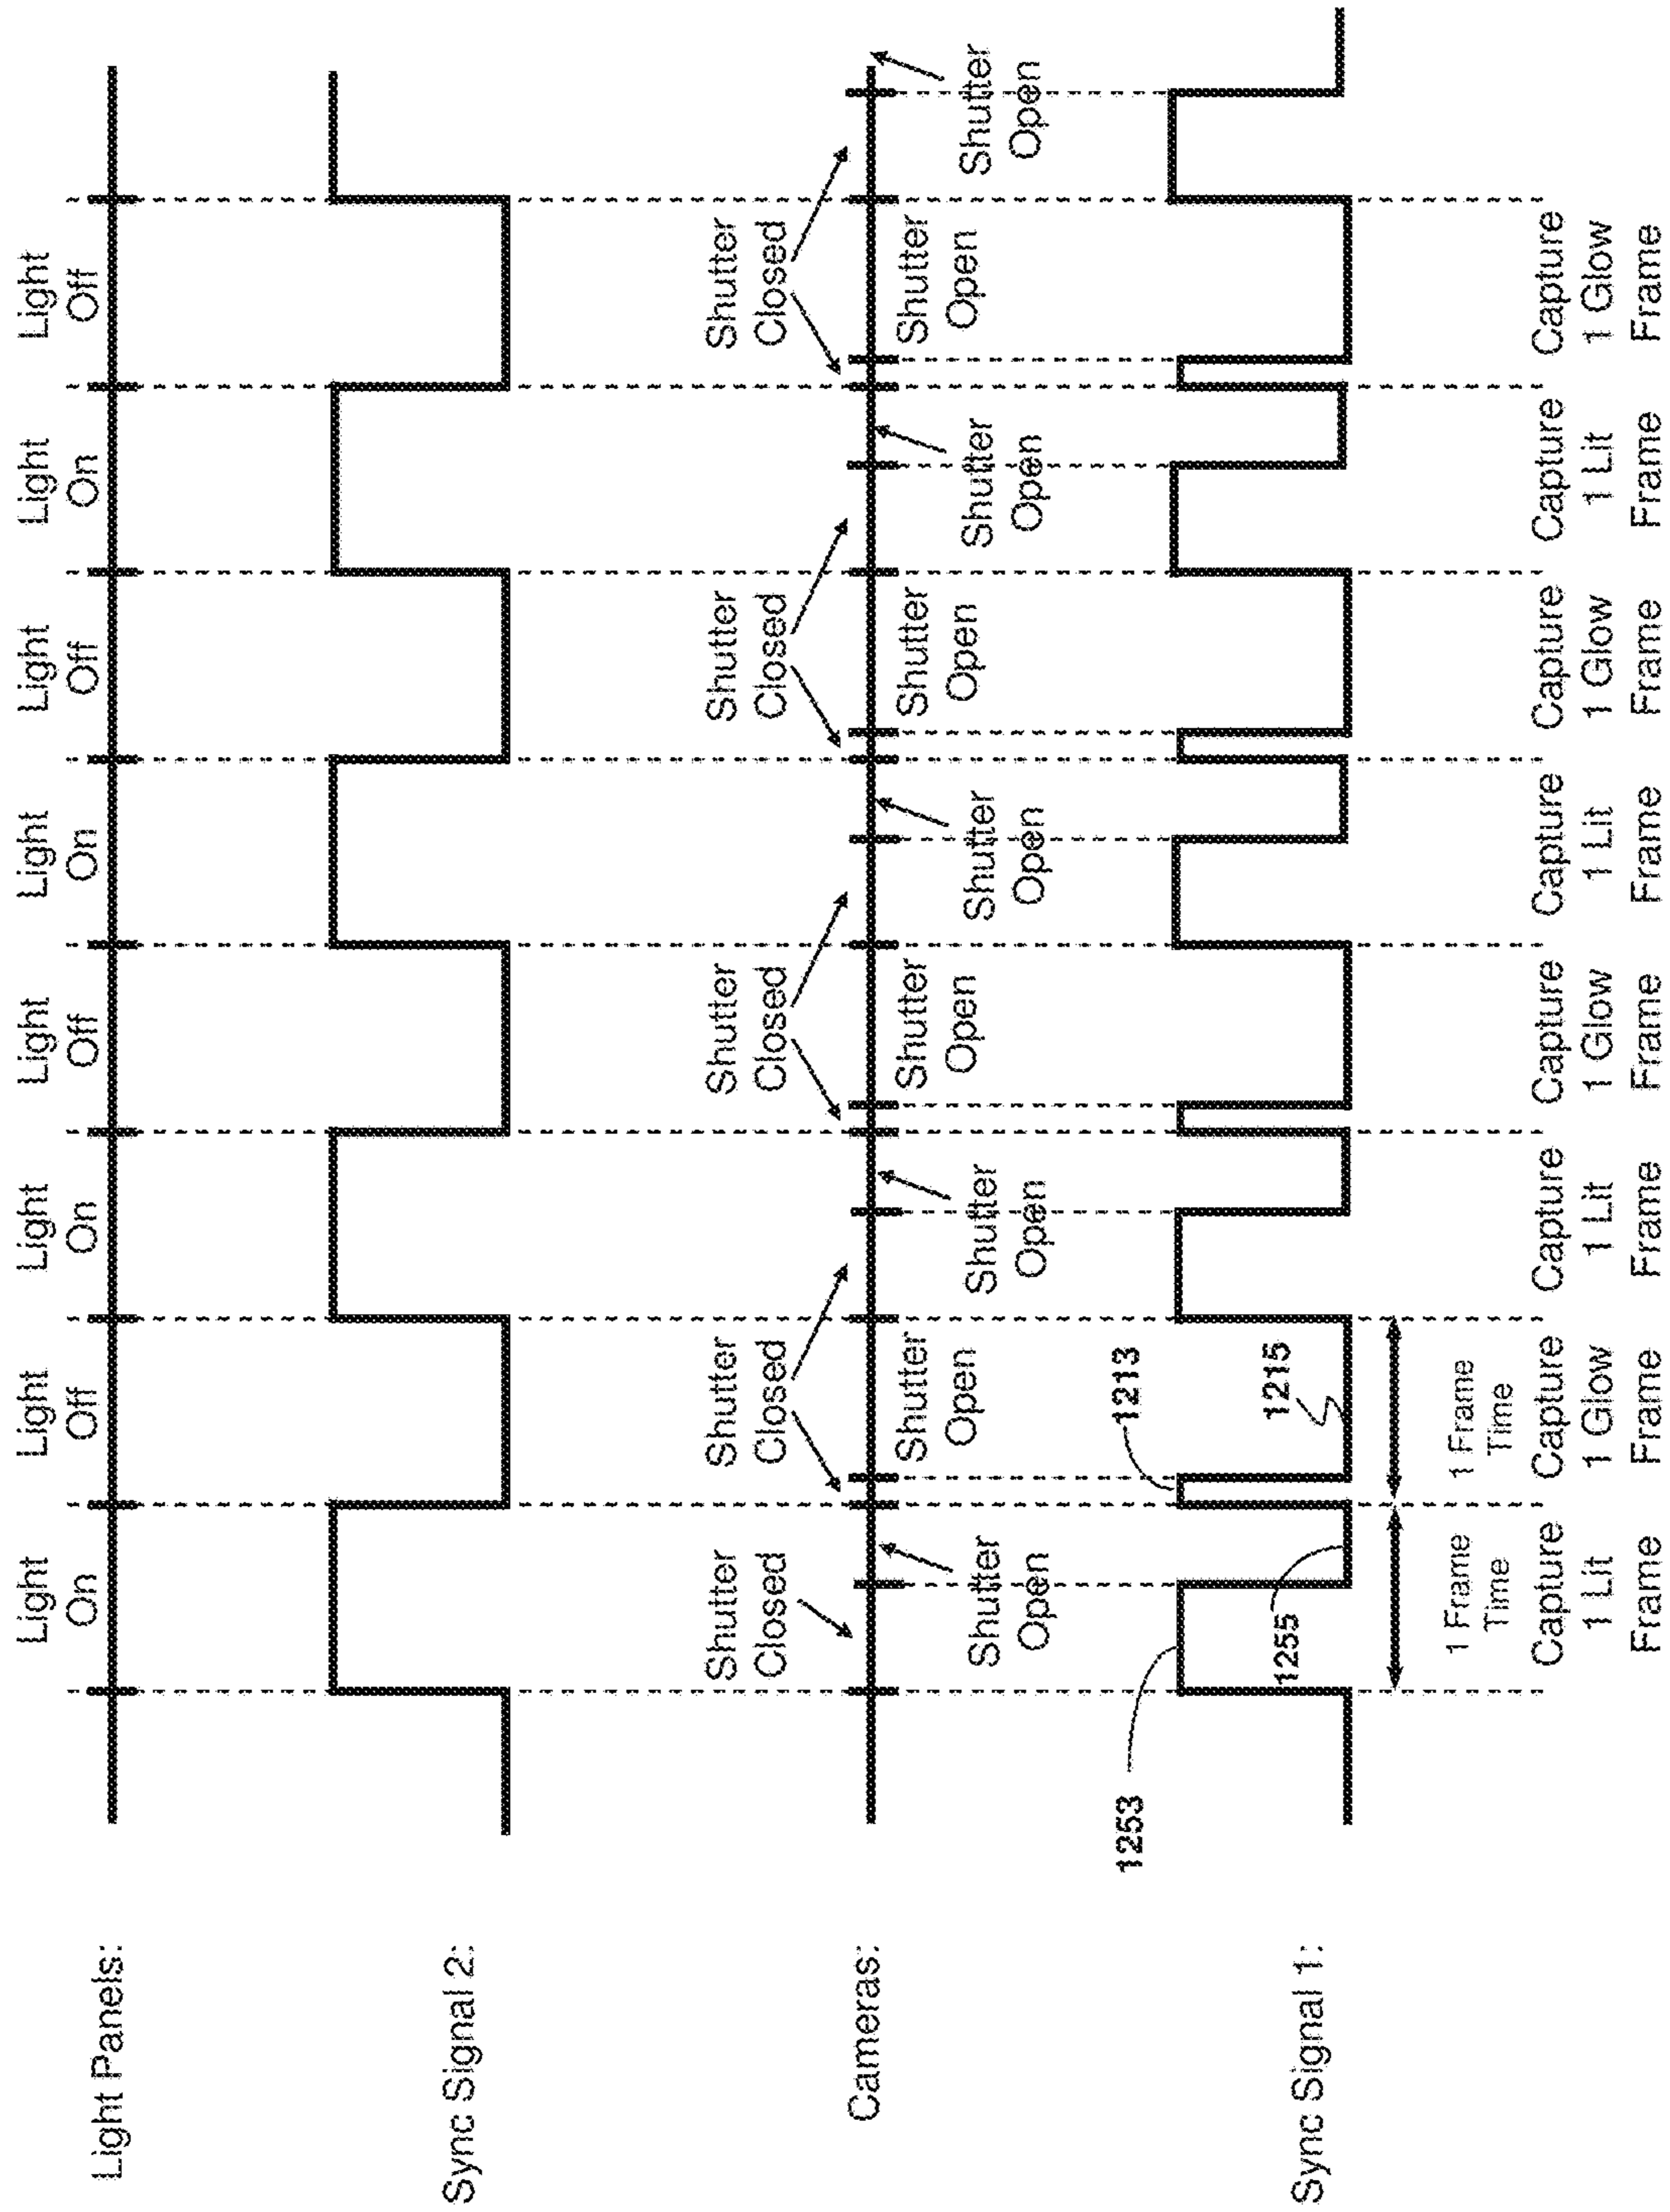 Light Panels:
Light
On
Light
Off
Light
On
Light
Off
Light
On
Light
Off
Light
On
Light
Off
Sync Signal 2:
Cameras:
Shutter
Closed
Shutter
Closed
Shutter
Closed
Shutter
Closed
Shutter
Closed
Shutter
Open
Shutter
Open
Shutter
Open
Shutter
Open
Shutter
Open
Shutter
Open
Shutter
Open
Shutter
Open
Shutter
Open
Sync Signal 1:
1253
1255
1213
1215
1 Frame
Time
1 Frame
Time
Capture
1 Lit
Frame
Capture
1 Glow
Frame
Capture
1 Lit
Frame
Capture
1 Glow
Frame
Capture
1 Lit
Frame
Capture
1 Glow
Frame
Capture
1 Lit
Frame
Capture
1 Glow
Frame